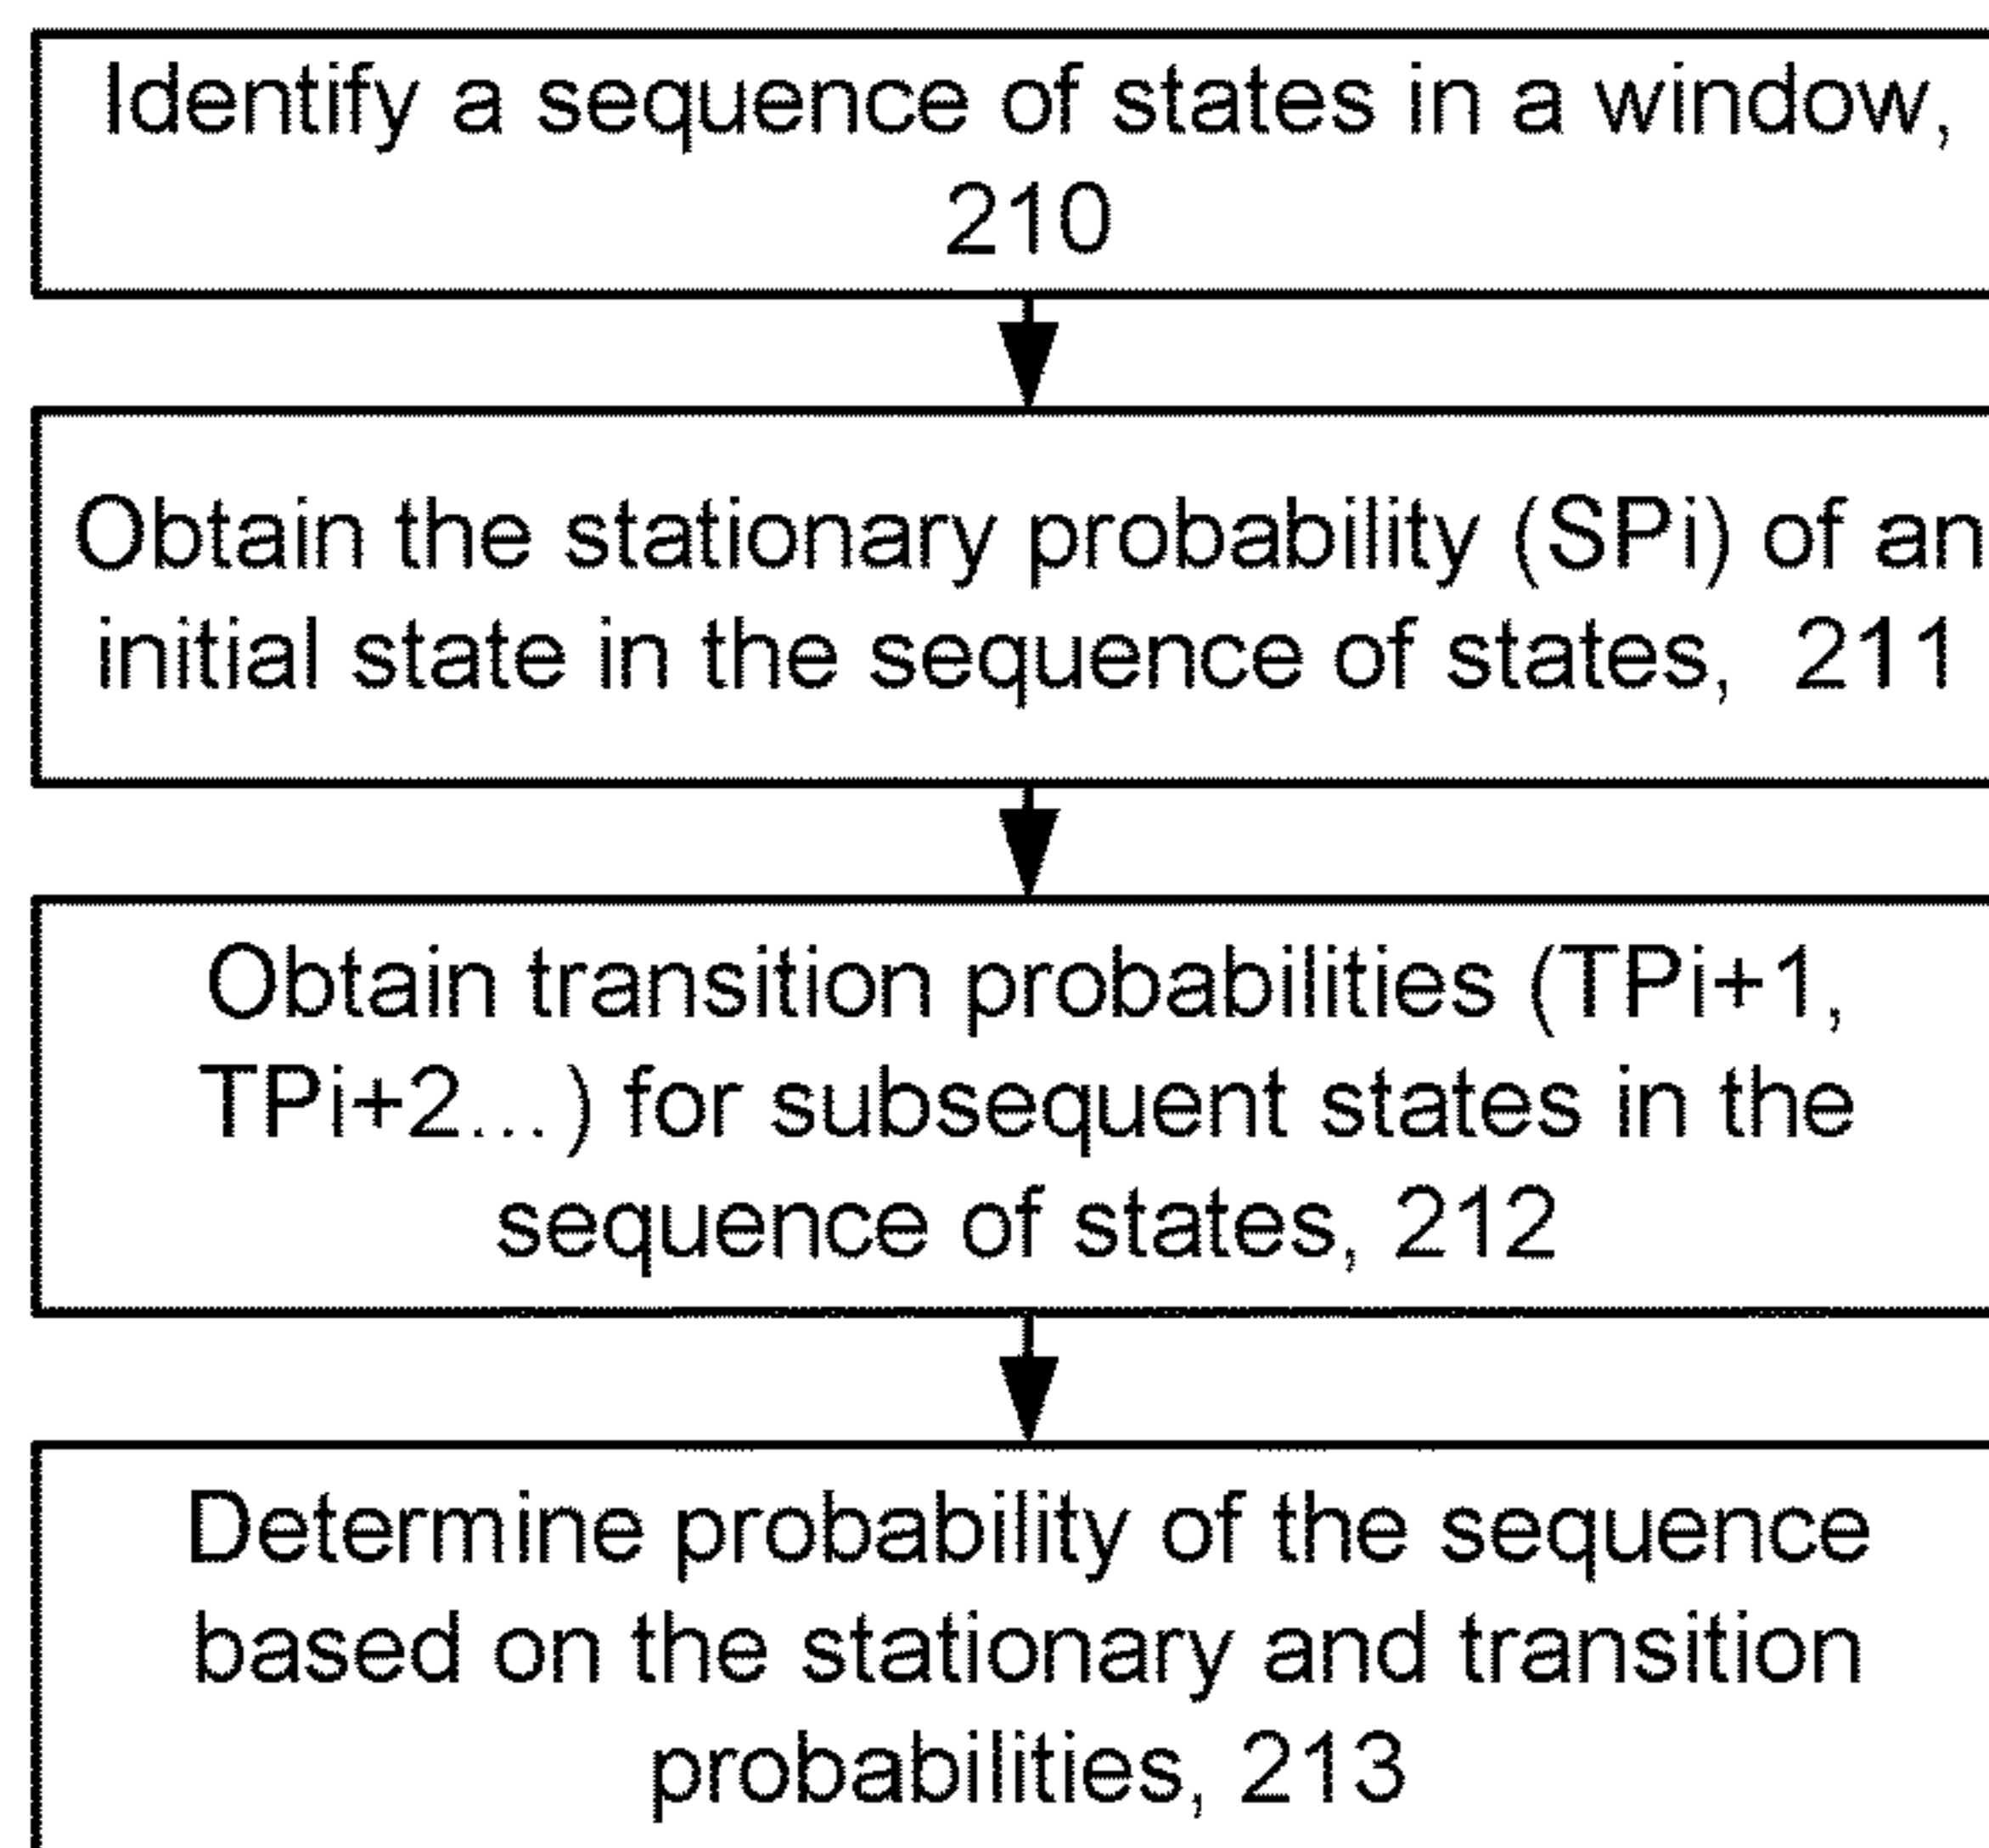 Identify a sequence of states in a window,
210
Obtain the stationary probability (SPi) of an
initial state in the sequence of states, 211
Obtain transition probabilities (TPi+1,
TPi+2...) for subsequent states in the
sequence of states, 212
Determine probability of the sequence
based on the stationary and transition
probabilities, 213